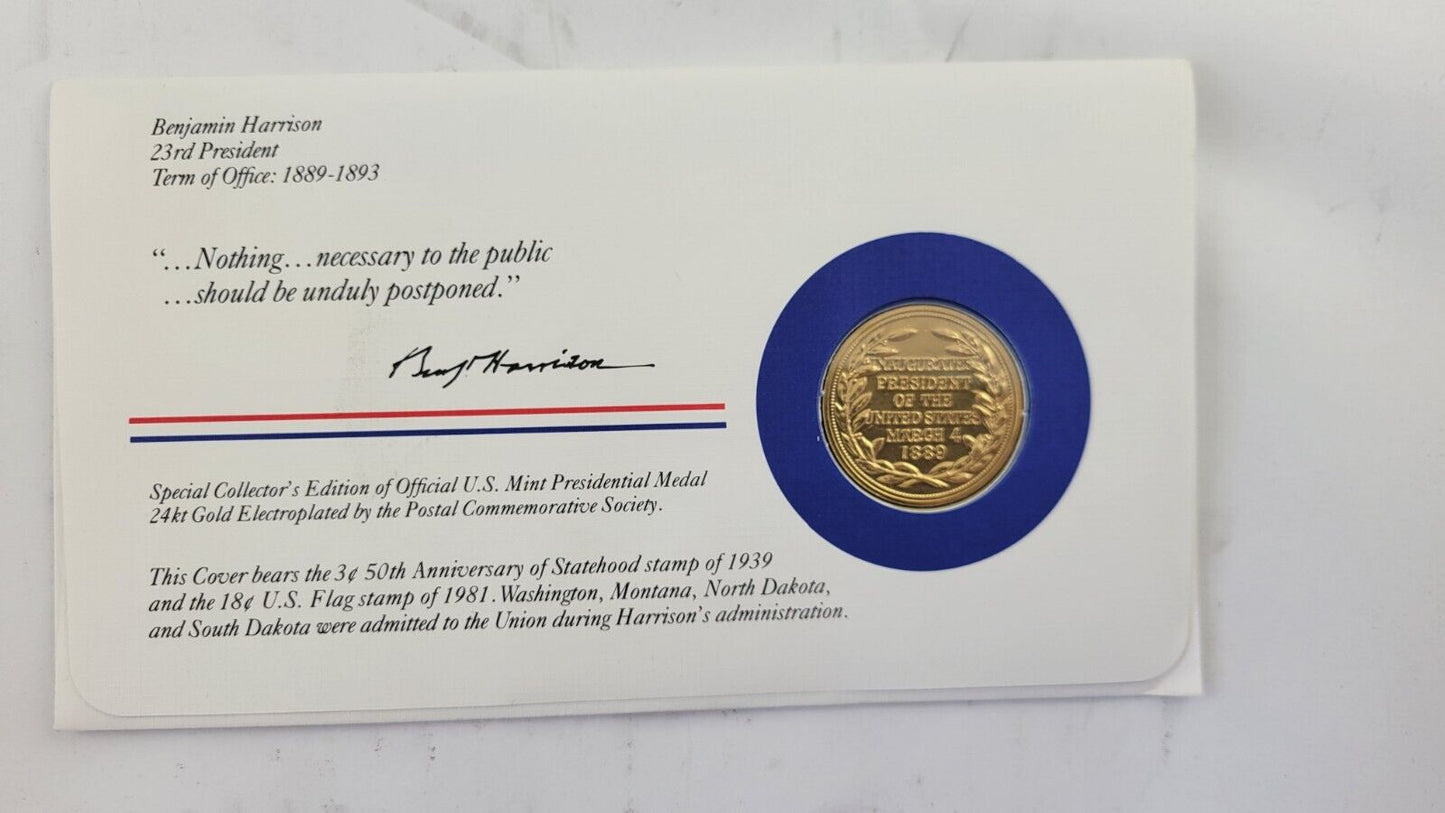 Benjamin Harrison
23rd President
Term of Office: 1889-1893
“...Nothing...necessary to the public
...should be unduly postponed.”
Benj Harrison
Special Collector's Edition of Official U.S. Mint Presidential Medal
24kt Gold Electroplated by the Postal Commemorative Society.
This Cover bears the 3¢ 50th Anniversary of Statehood stamp of 1939
and the 18¢ U.S. Flag stamp of 1981. Washington, Montana, North Dakota,
and South Dakota were admitted to the Union during Harrison's administration.
INAUGURATED
PRESIDENT
OF THE
UNITED STATES
MARCH 4
1889